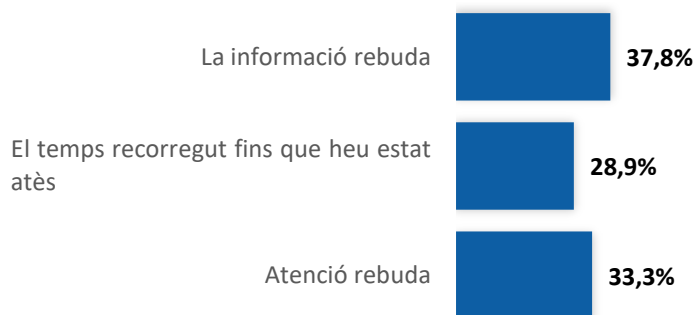 La informació rebuda
37,8%
El temps recorregut fins que heu estat
atès
28,9%
Atenció rebuda
33,3%